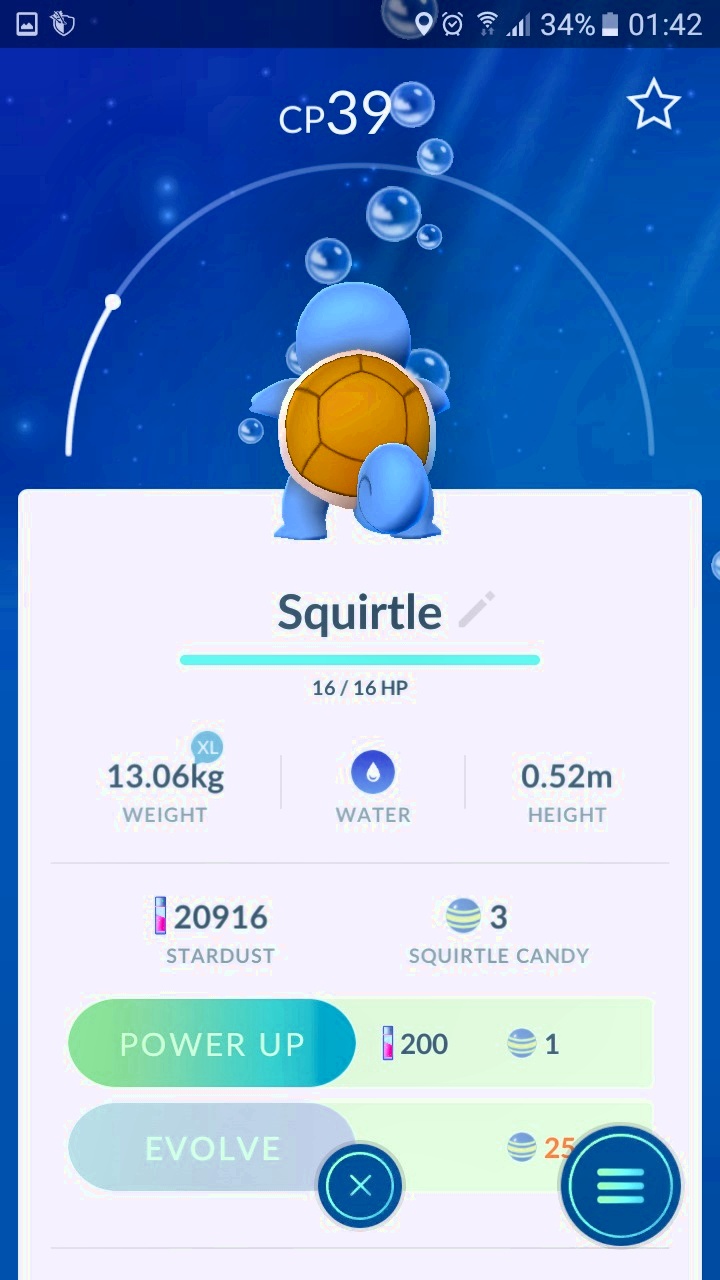 34% 01:42
CP39
Squirtle
16 / 16 HP
XL
13.06kg
WEIGHT
WATER
0.52m
HEIGHT
20916
STARDUST
3
SQUIRTLE CANDY
POWER UP 200 1
EVOLVE 25